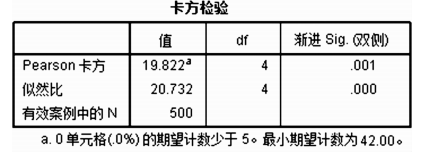 卡方检验
值 df 渐进 Sig. (双侧)
Pearson 卡方 19.822a 4 .001
似然比 20.732 4 .000
有效案例中的 N 500
a. 0 单元格(.0%) 的期望计数少于 5。最小期望计数为 42.00。